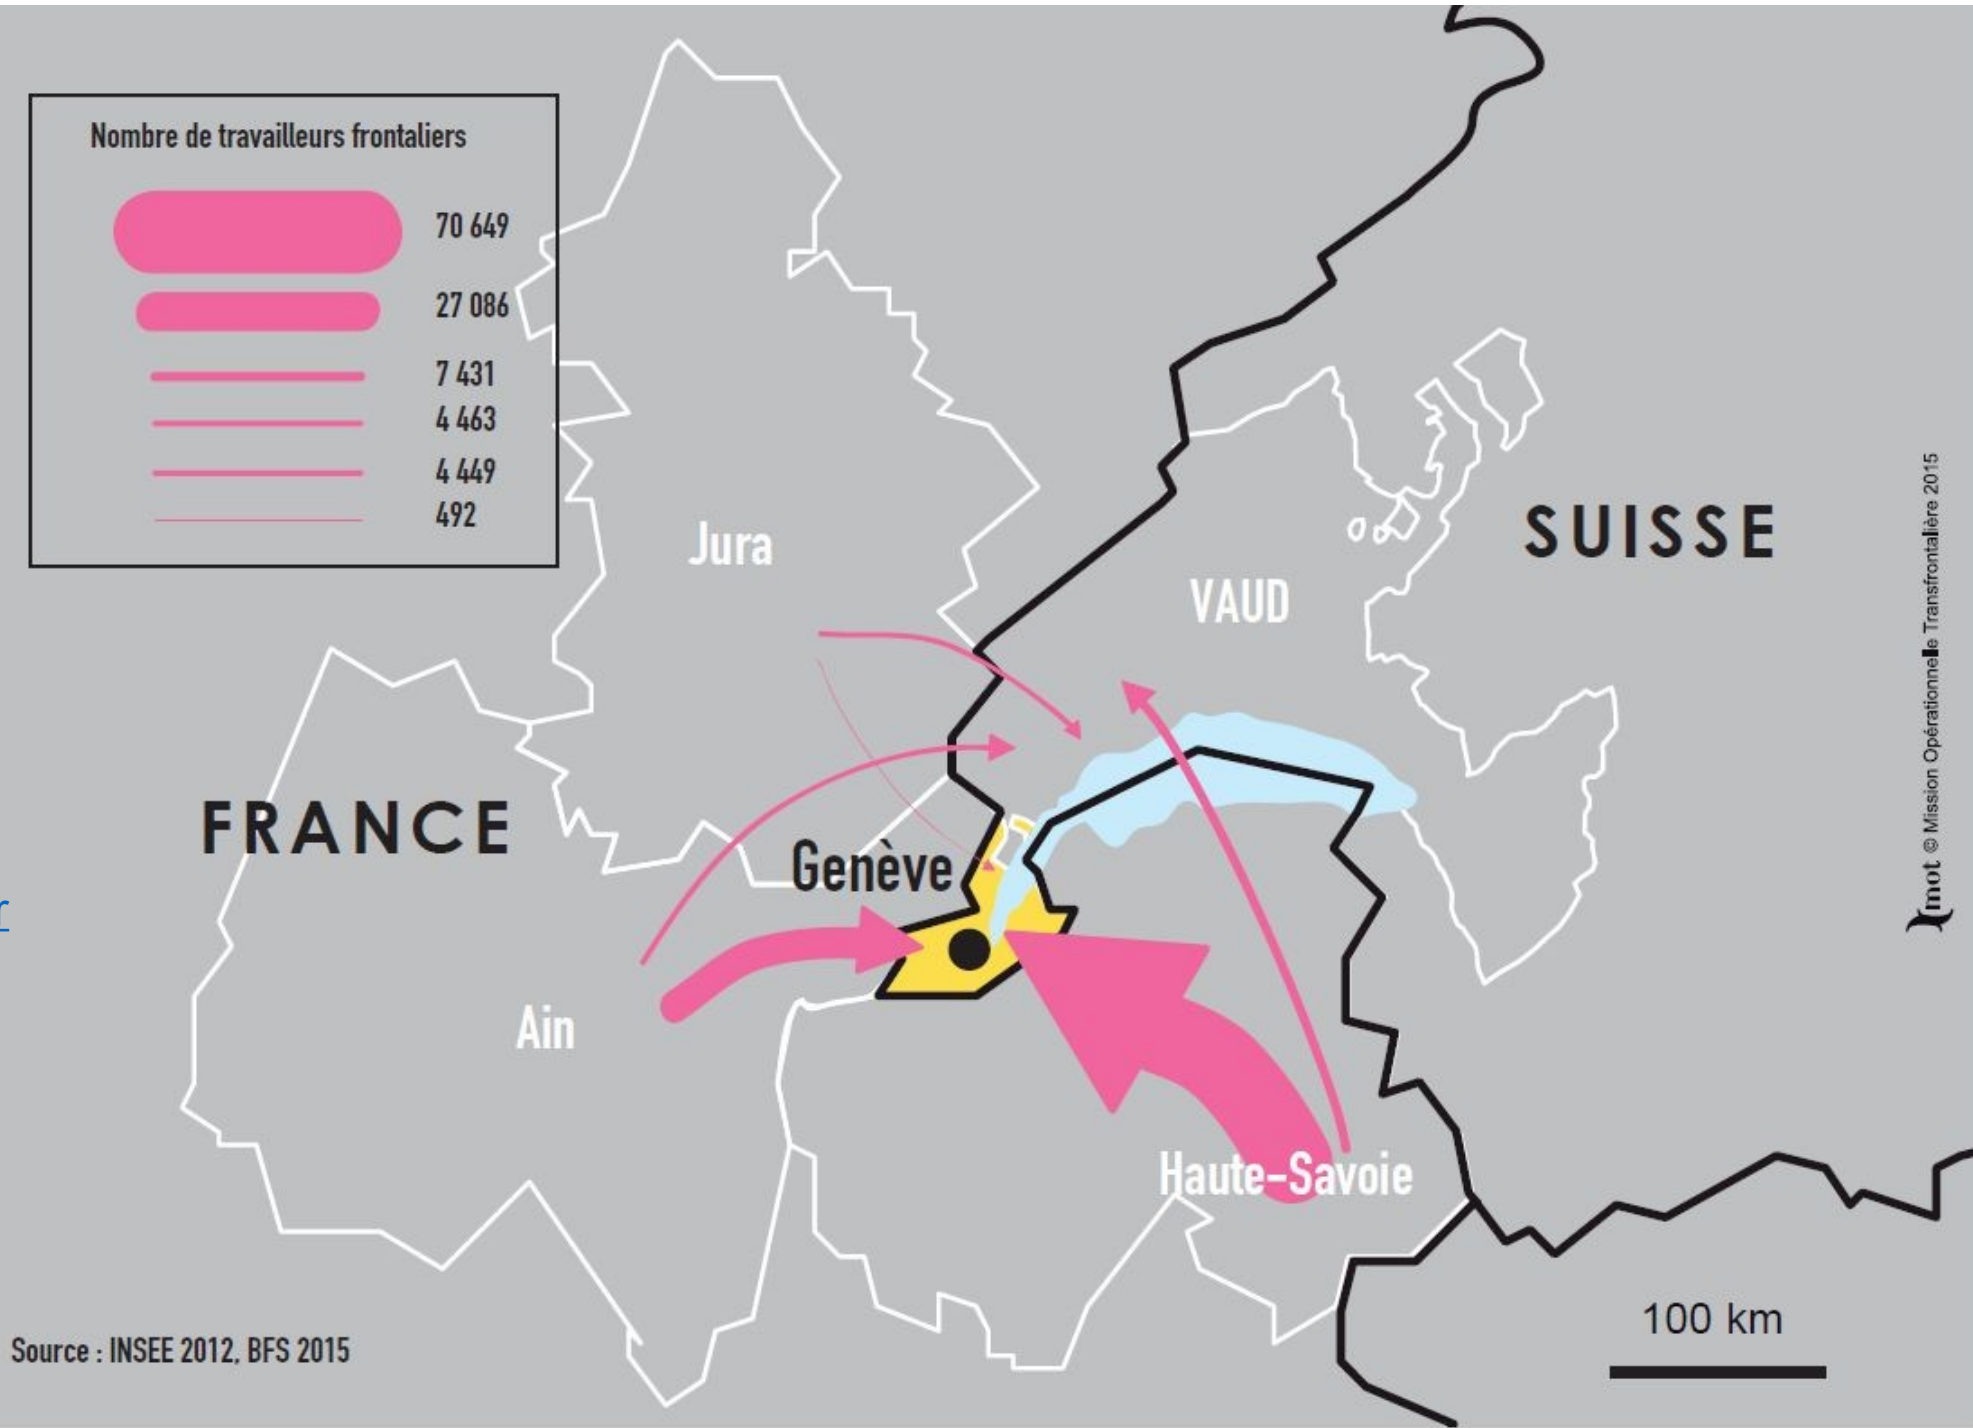 Nombre de travailleurs frontaliers
70 649
27 086
7 431
4 463
4 449
492
Jura
SUISSE
VAUD
FRANCE
Genève
r
Ain
Haute-Savoie
100 km
Source : INSEE 2012, BFS 2015
mot © Mission Opérationnelle Transfrontalière 2015